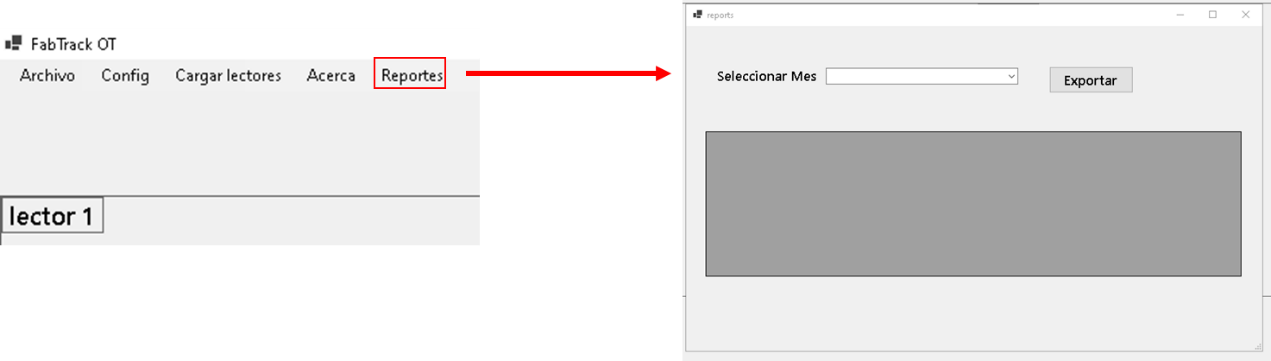 FabTrack OT
Archivo Config Cargar lectores Acerca Reportes
lector 1
reports
Seleccionar Mes Exportar